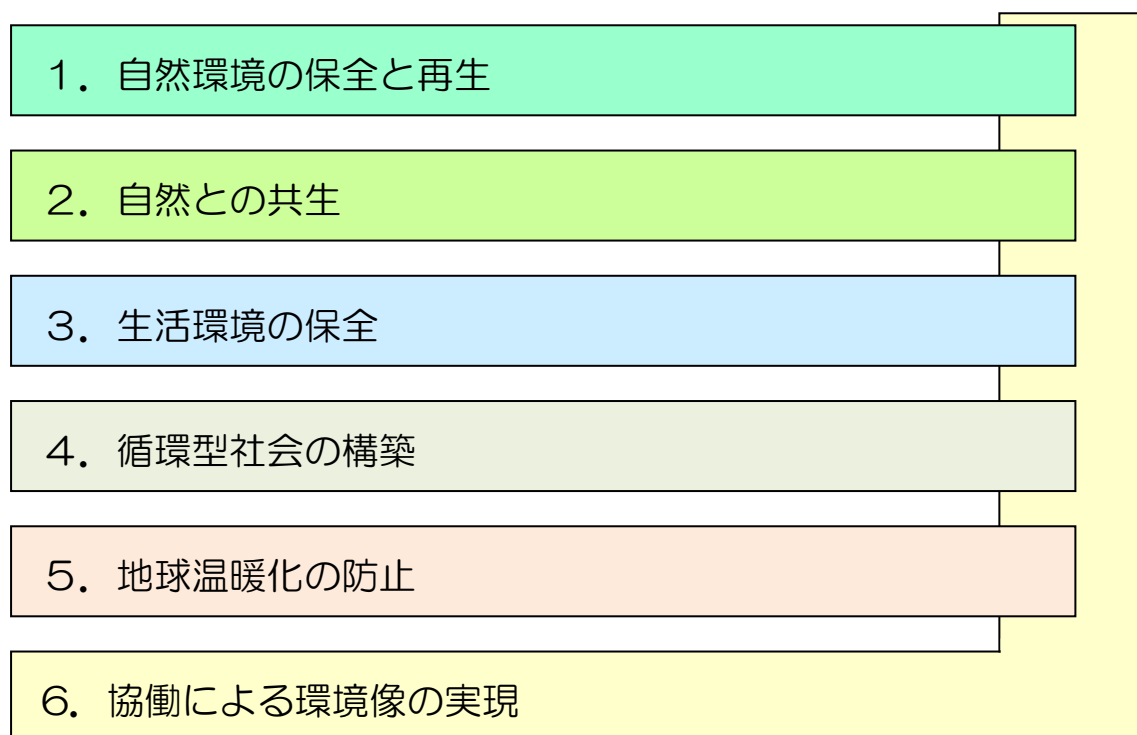 １．自然環境の保全と再生
２．自然との共生
３．生活環境の保全
４．循環型社会の構築
５．地球温暖化の防止
６．協働による環境像の実現